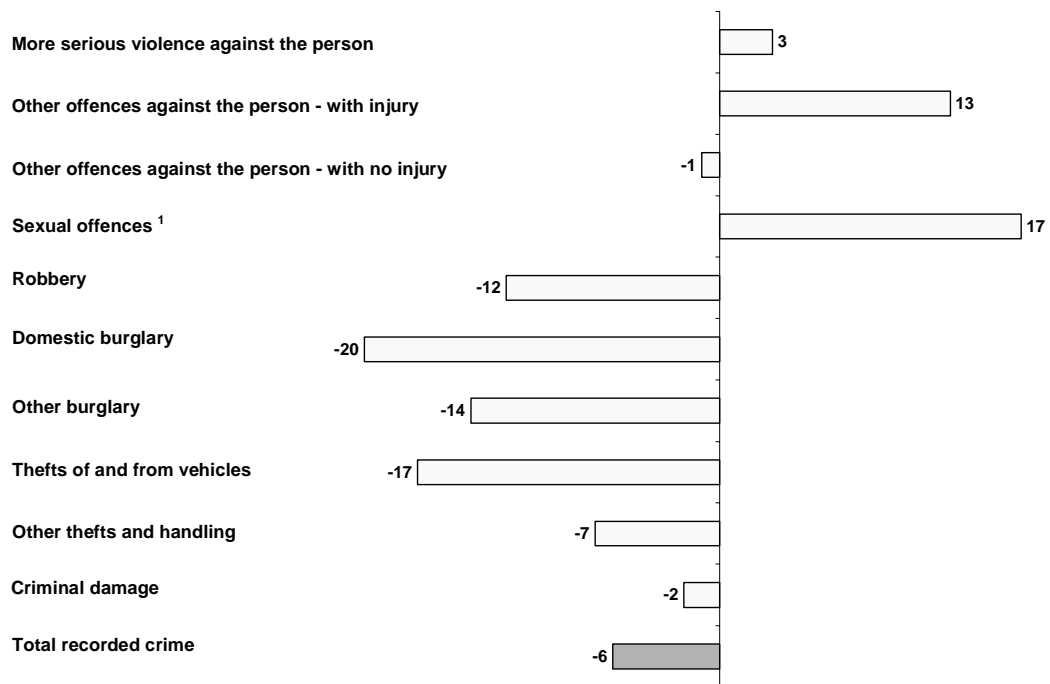 More serious violence against the person 3
Other offences against the person - with injury 13
Other offences against the person - with no injury -1
Sexual offences ¹ 17
Robbery -12
Domestic burglary -20
Other burglary -14
Thefts of and from vehicles -17
Other thefts and handling -7
Criminal damage -2
Total recorded crime -6